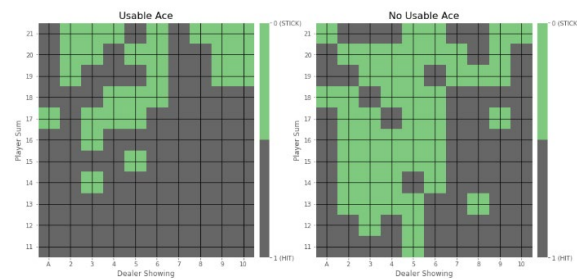 Usable Ace
21
20
19
18
17
16
15
14
13
12
11
A 2 3 4 5 6 7 8 9 10
Player Sum
Dealer Showing
0 (STICK)
1 (HIT)
No Usable Ace
21
20
19
18
17
16
15
14
13
12
11
A 2 3 4 5 6 7 8 9 10
Player Sum
Dealer Showing
0 (STICK)
1 (HIT)